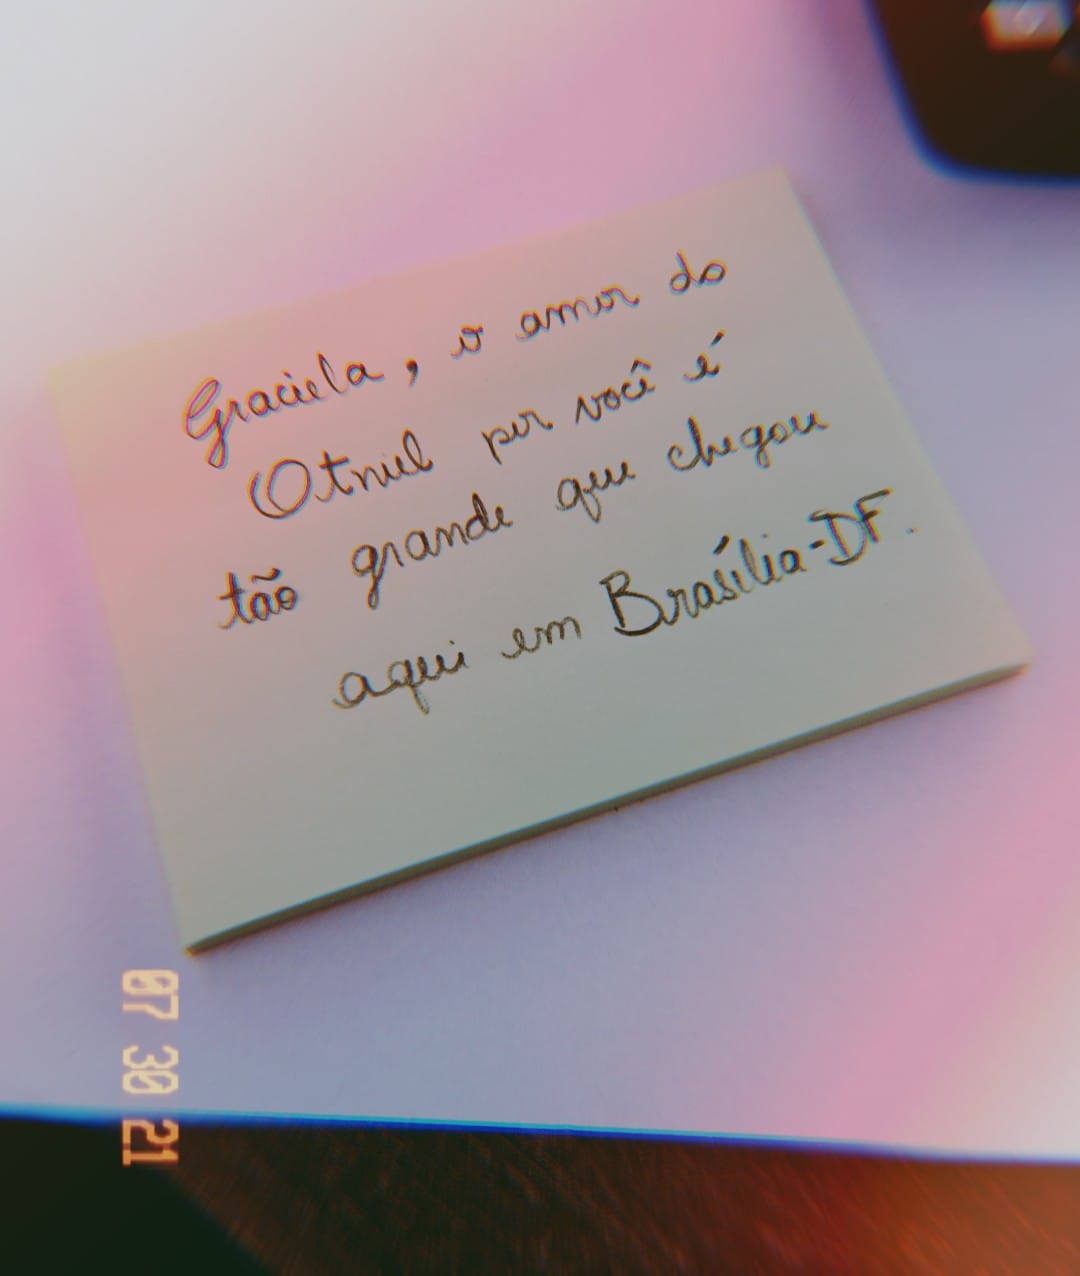 Graciela, o amor do
Otniel por você é
tão grande que chegou
aqui em Brasília-DF.
07 30 21